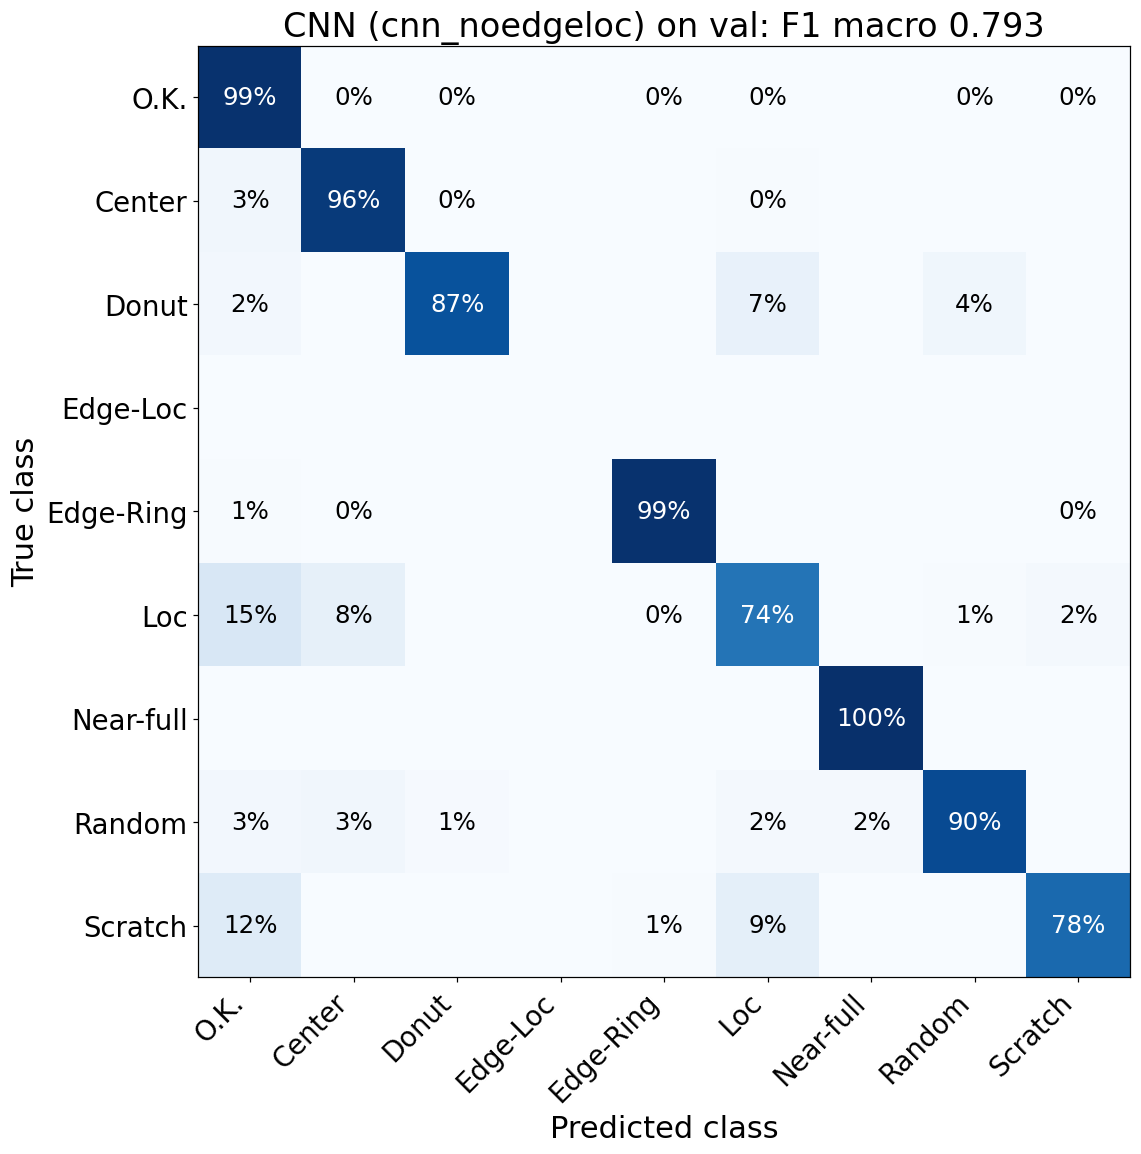 CNN (cnn_noedgeloc) on val: F1 macro 0.793
O.K. 99% 0% 0% 0% 0% 0% 0%
Center 3% 96% 0% 0%
Donut 2% 87% 7% 4%
Edge-Loc
Edge-Ring 1% 0% 99% 0%
Loc 15% 8% 0% 74% 1% 2%
Near-full 100%
Random 3% 3% 1% 2% 2% 90%
Scratch 12% 1% 9% 78%
True class
O.K. Center Donut Edge-Loc Edge-Ring Loc Near-full Random Scratch
Predicted class